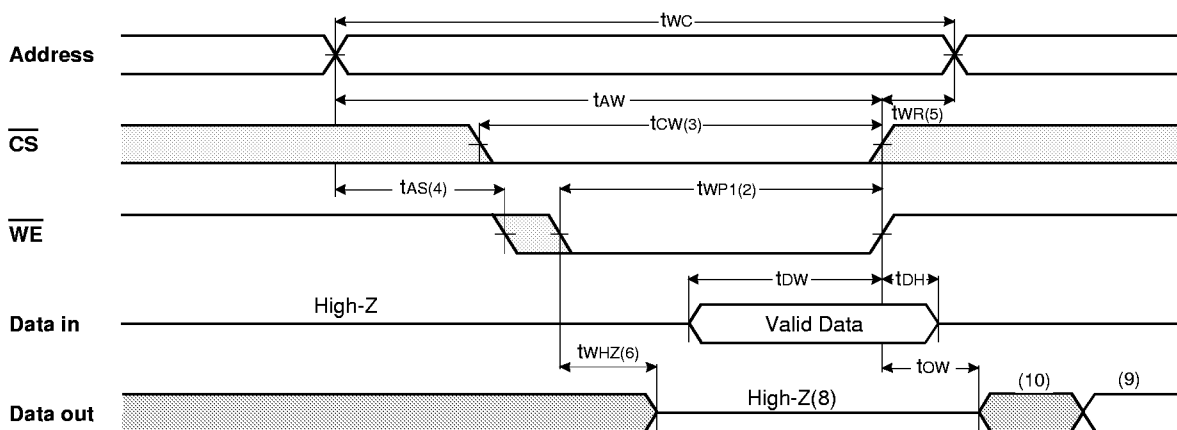 tWC
Address
tAW
tWR(5)
tCW(3)
CS
tAS(4)
tWP1(2)
WE
tDW
tDH
High-Z
Data in
Valid Data
tWHZ(6)
tOW
(10)
(9)
High-Z(8)
Data out